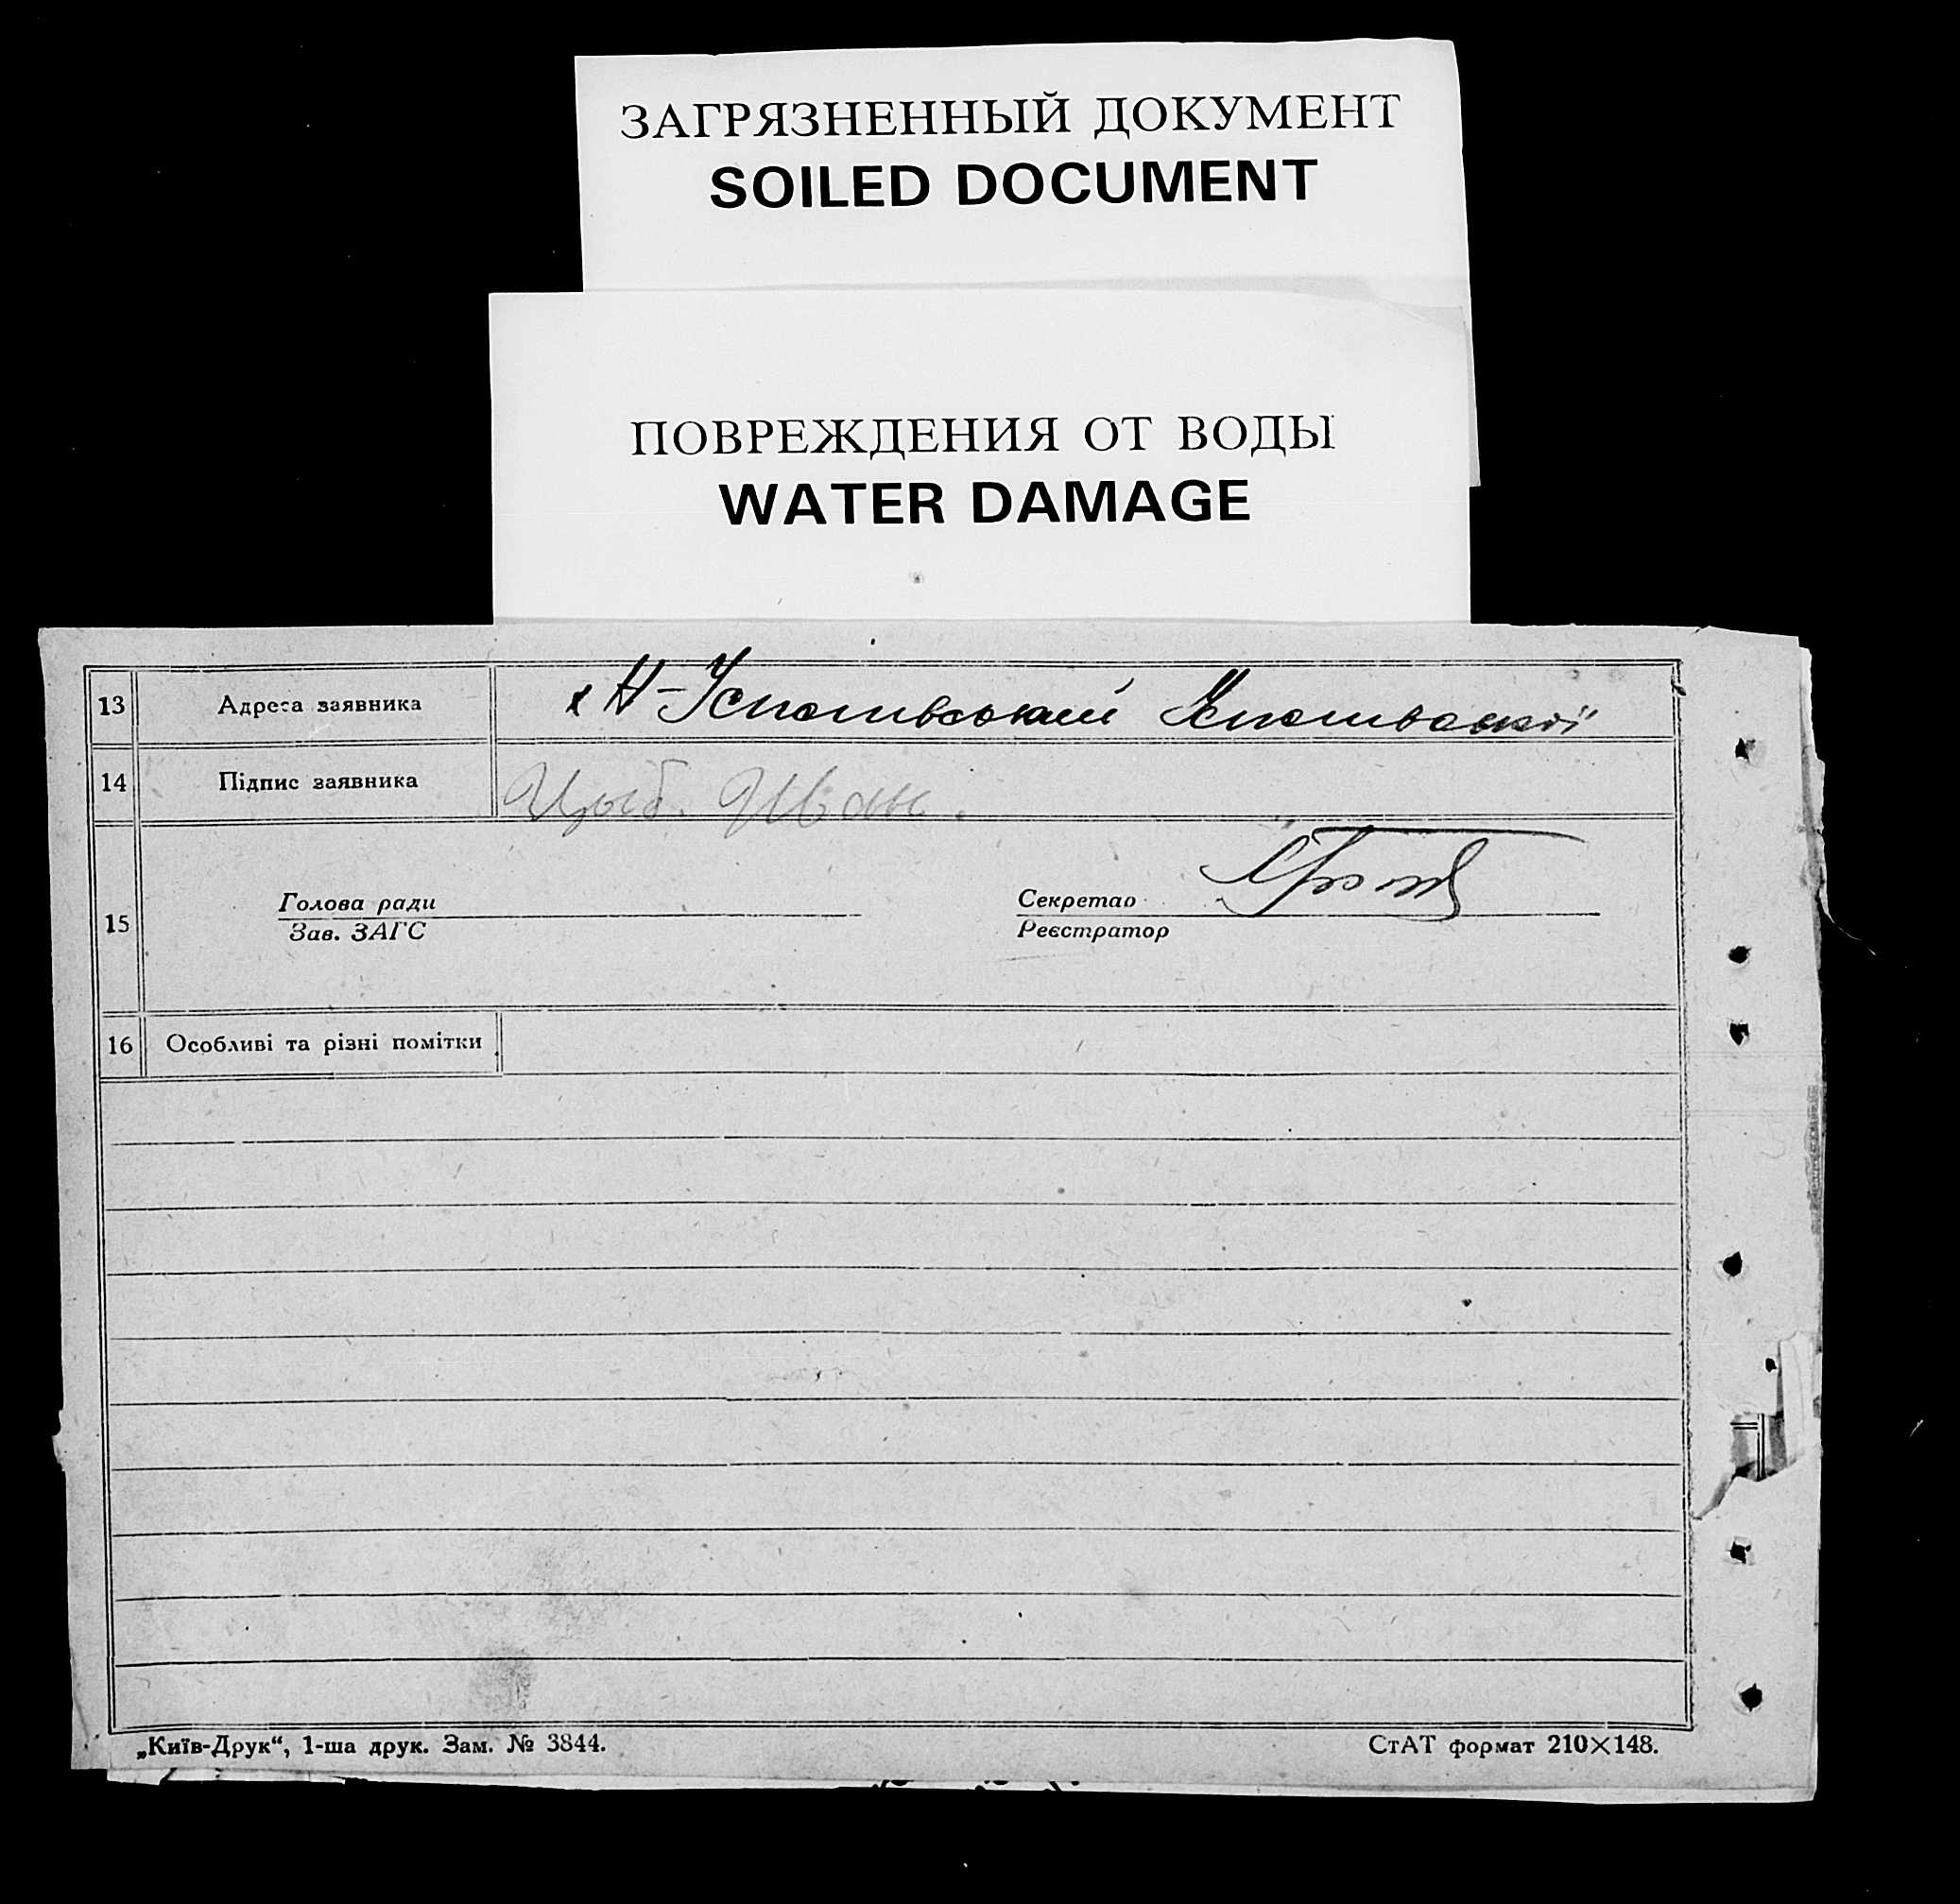 ЗАГРЯЗНЕННЫЙ ДОКУМЕНТ
SOILED DOCUMENT
ПОВРЕЖДЕНИЯ ОТ ВОДЫ
WATER DAMAGE
13 Адреса заявника
14 Підпис заявника Иван.
15
Голова ради Секретар
Зав. ЗАГС Реєстратор
16 Особливі та різні помітки
„Київ-Друк“, 1-ша друк. Зам. № 3844. СтАТ формат 210×148.